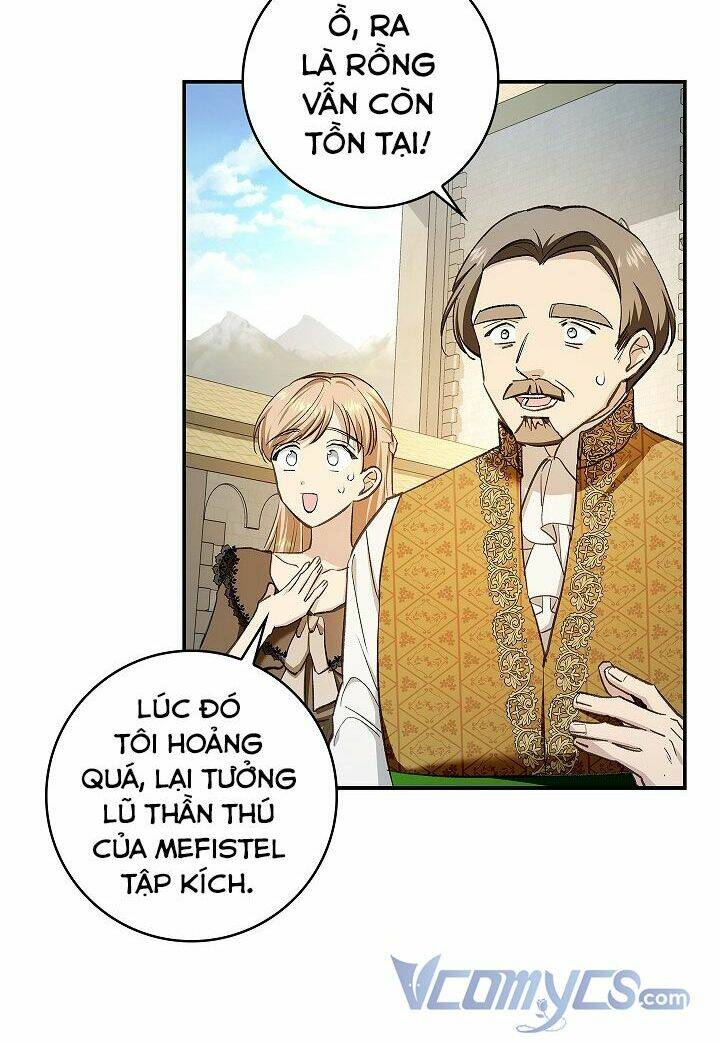 Ồ, RA
LÀ RỒNG
VẪN CÒN
TỒN TẠI!
LÚC ĐÓ
TÔI HOẢNG
QUÁ, LẠI TƯỞNG
LŨ THẦN THÚ
CỦA MEFISTEL
TẬP KÍCH.
VCOMYCS.com